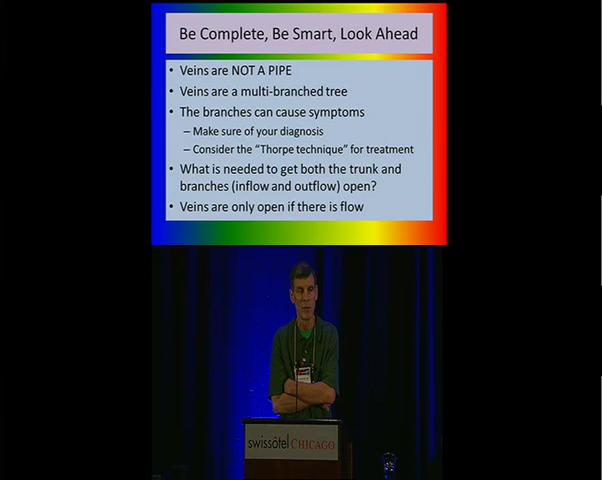 Be Complete, Be Smart, Look Ahead
• Veins are NOT A PIPE
• Veins are a multi-branched tree
• The branches can cause symptoms
– Make sure of your diagnosis
– Consider the "Thorpe technique" for treatment
• What is needed to get both the trunk and
branches (inflow and outflow) open?
• Veins are only open if there is flow
swissôtel CHICAGO